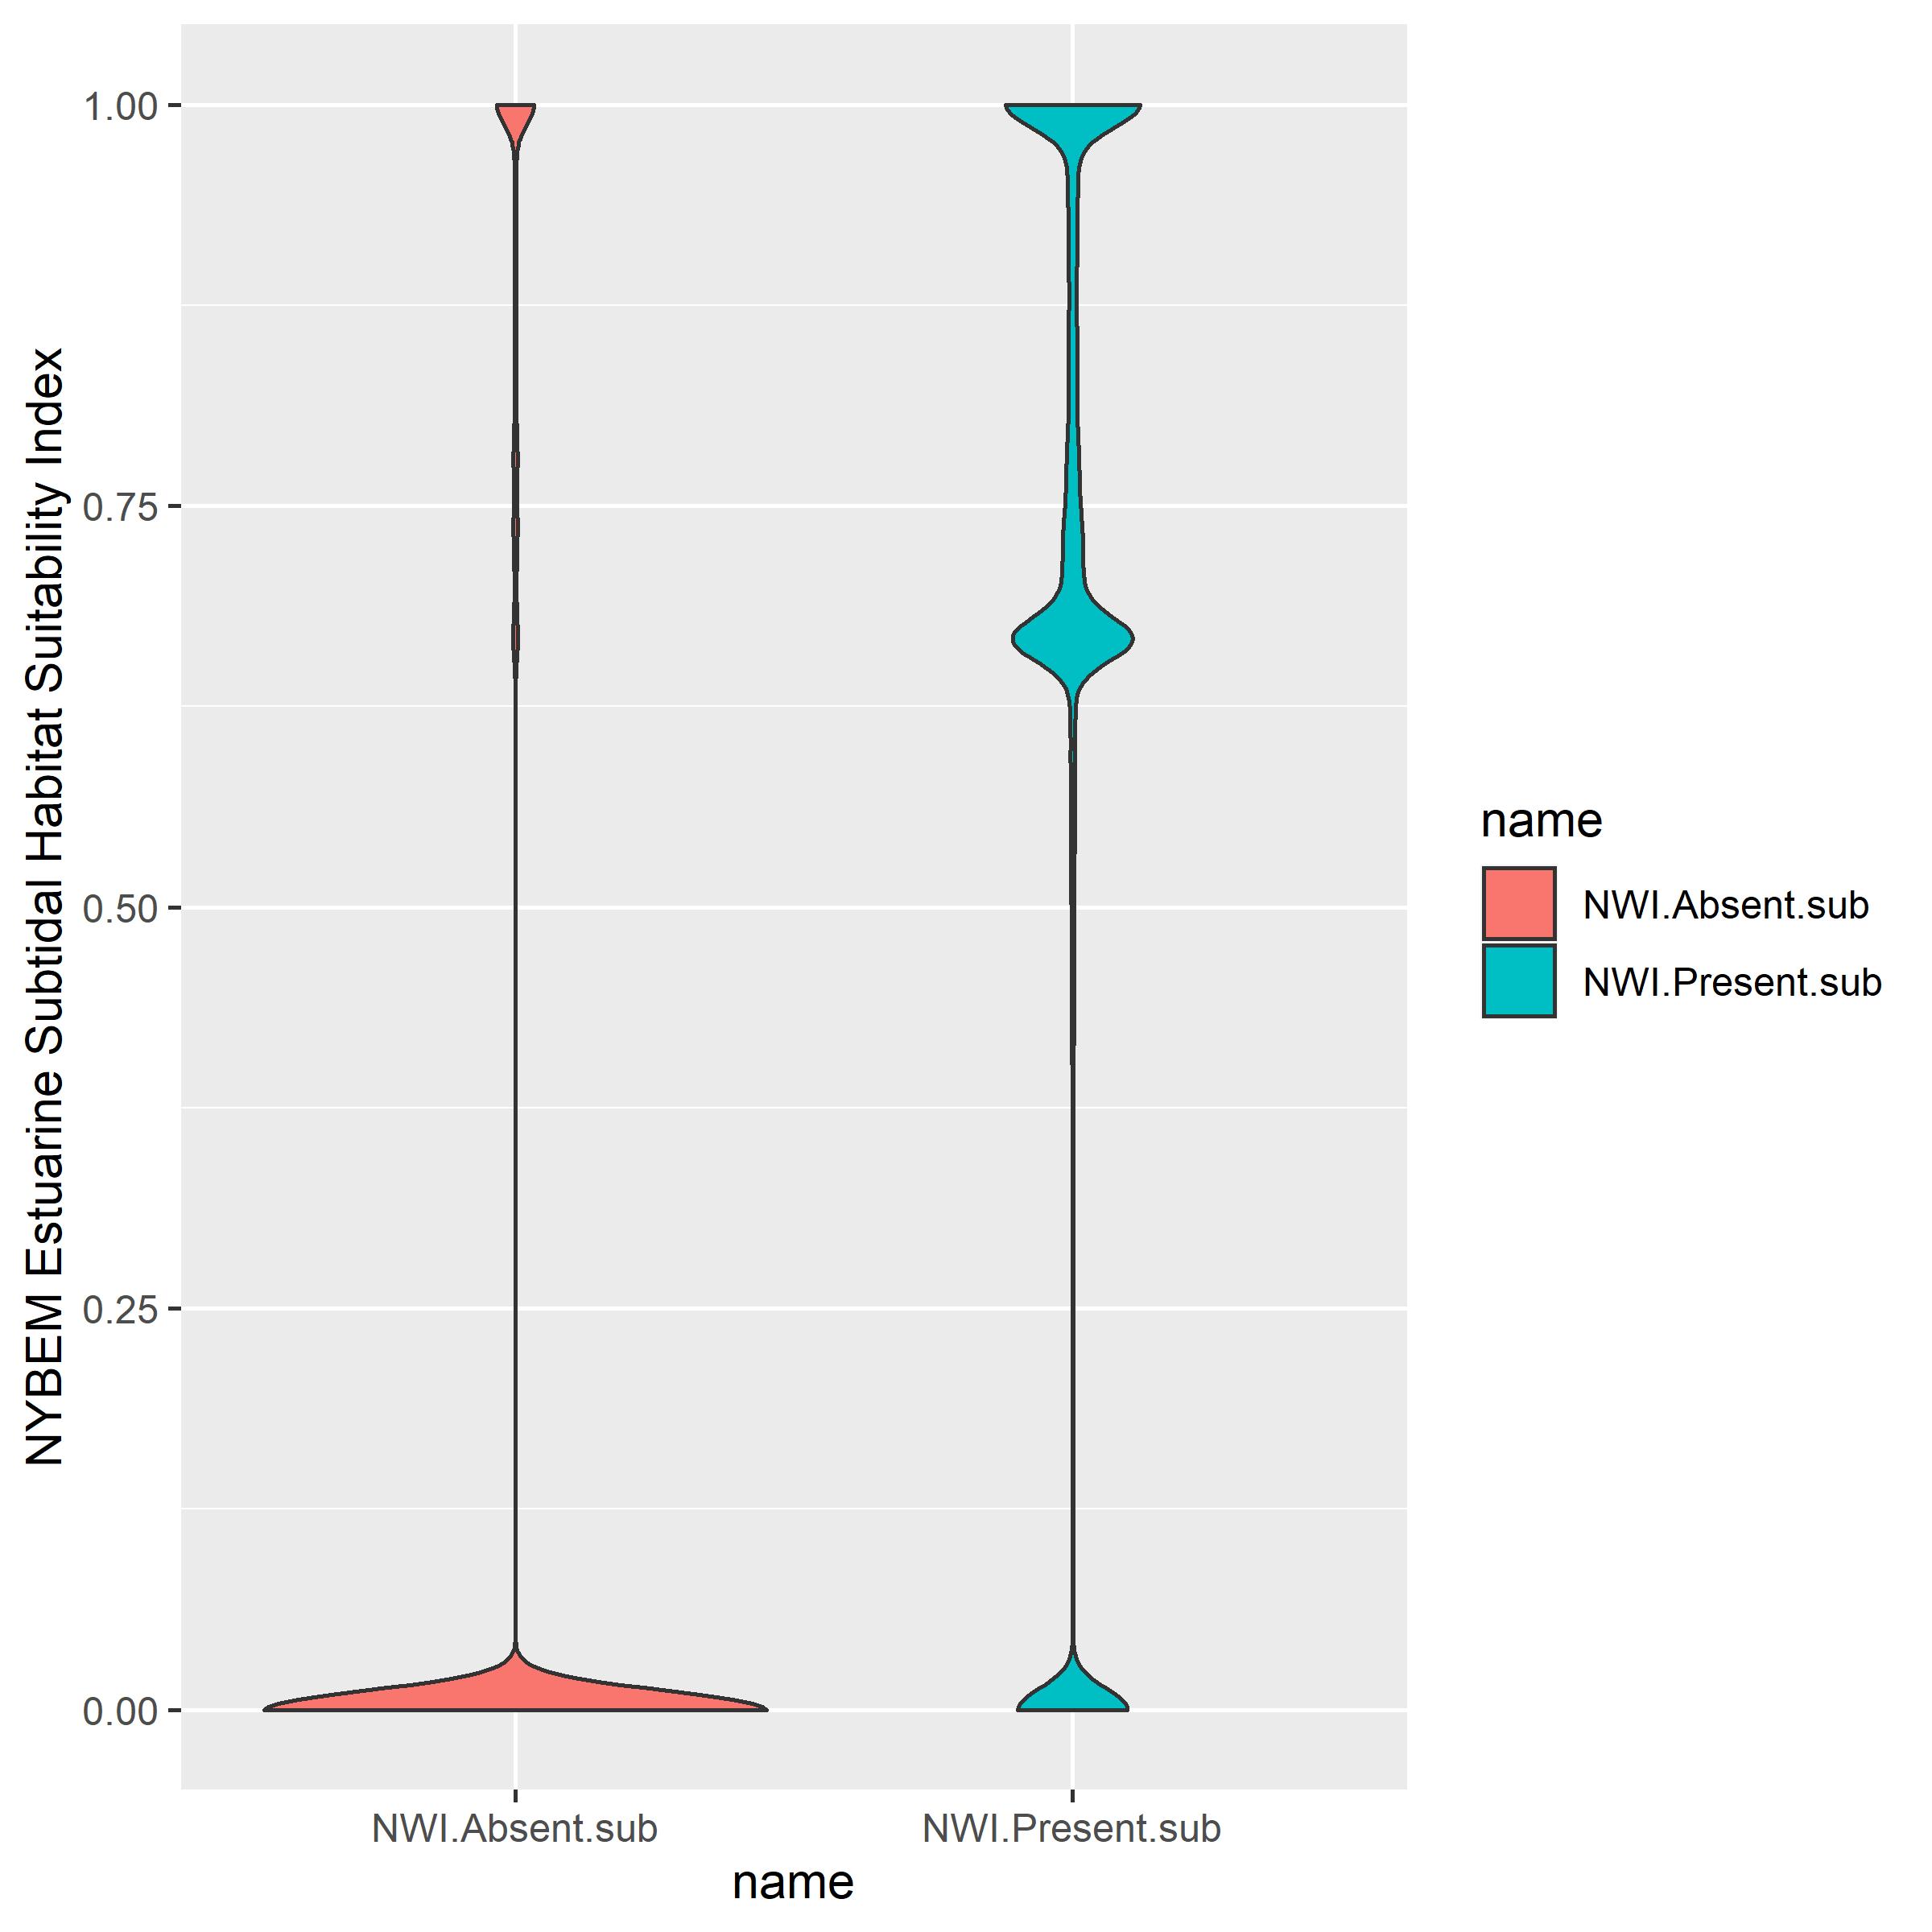 NYBEM Estuarine Subtidal Habitat Suitability Index
1.00
0.75
0.50
0.25
0.00
NWI.Absent.sub
NWI.Present.sub
name
name
NWI.Absent.sub
NWI.Present.sub